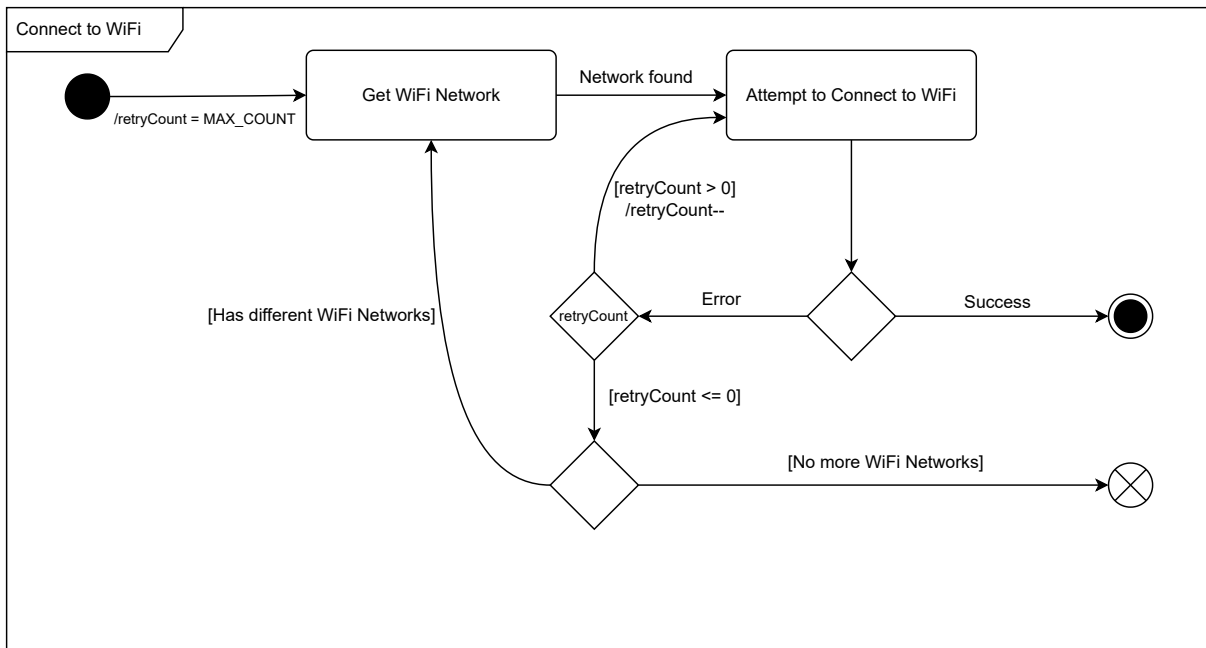 Connect to WiFi
Get WiFi Network
Network found
Attempt to Connect to WiFi
/retryCount = MAX_COUNT
[retryCount > 0]
/retryCount--
[Has different WiFi Networks]
retryCount
Error
Success
[retryCount <= 0]
[No more WiFi Networks]